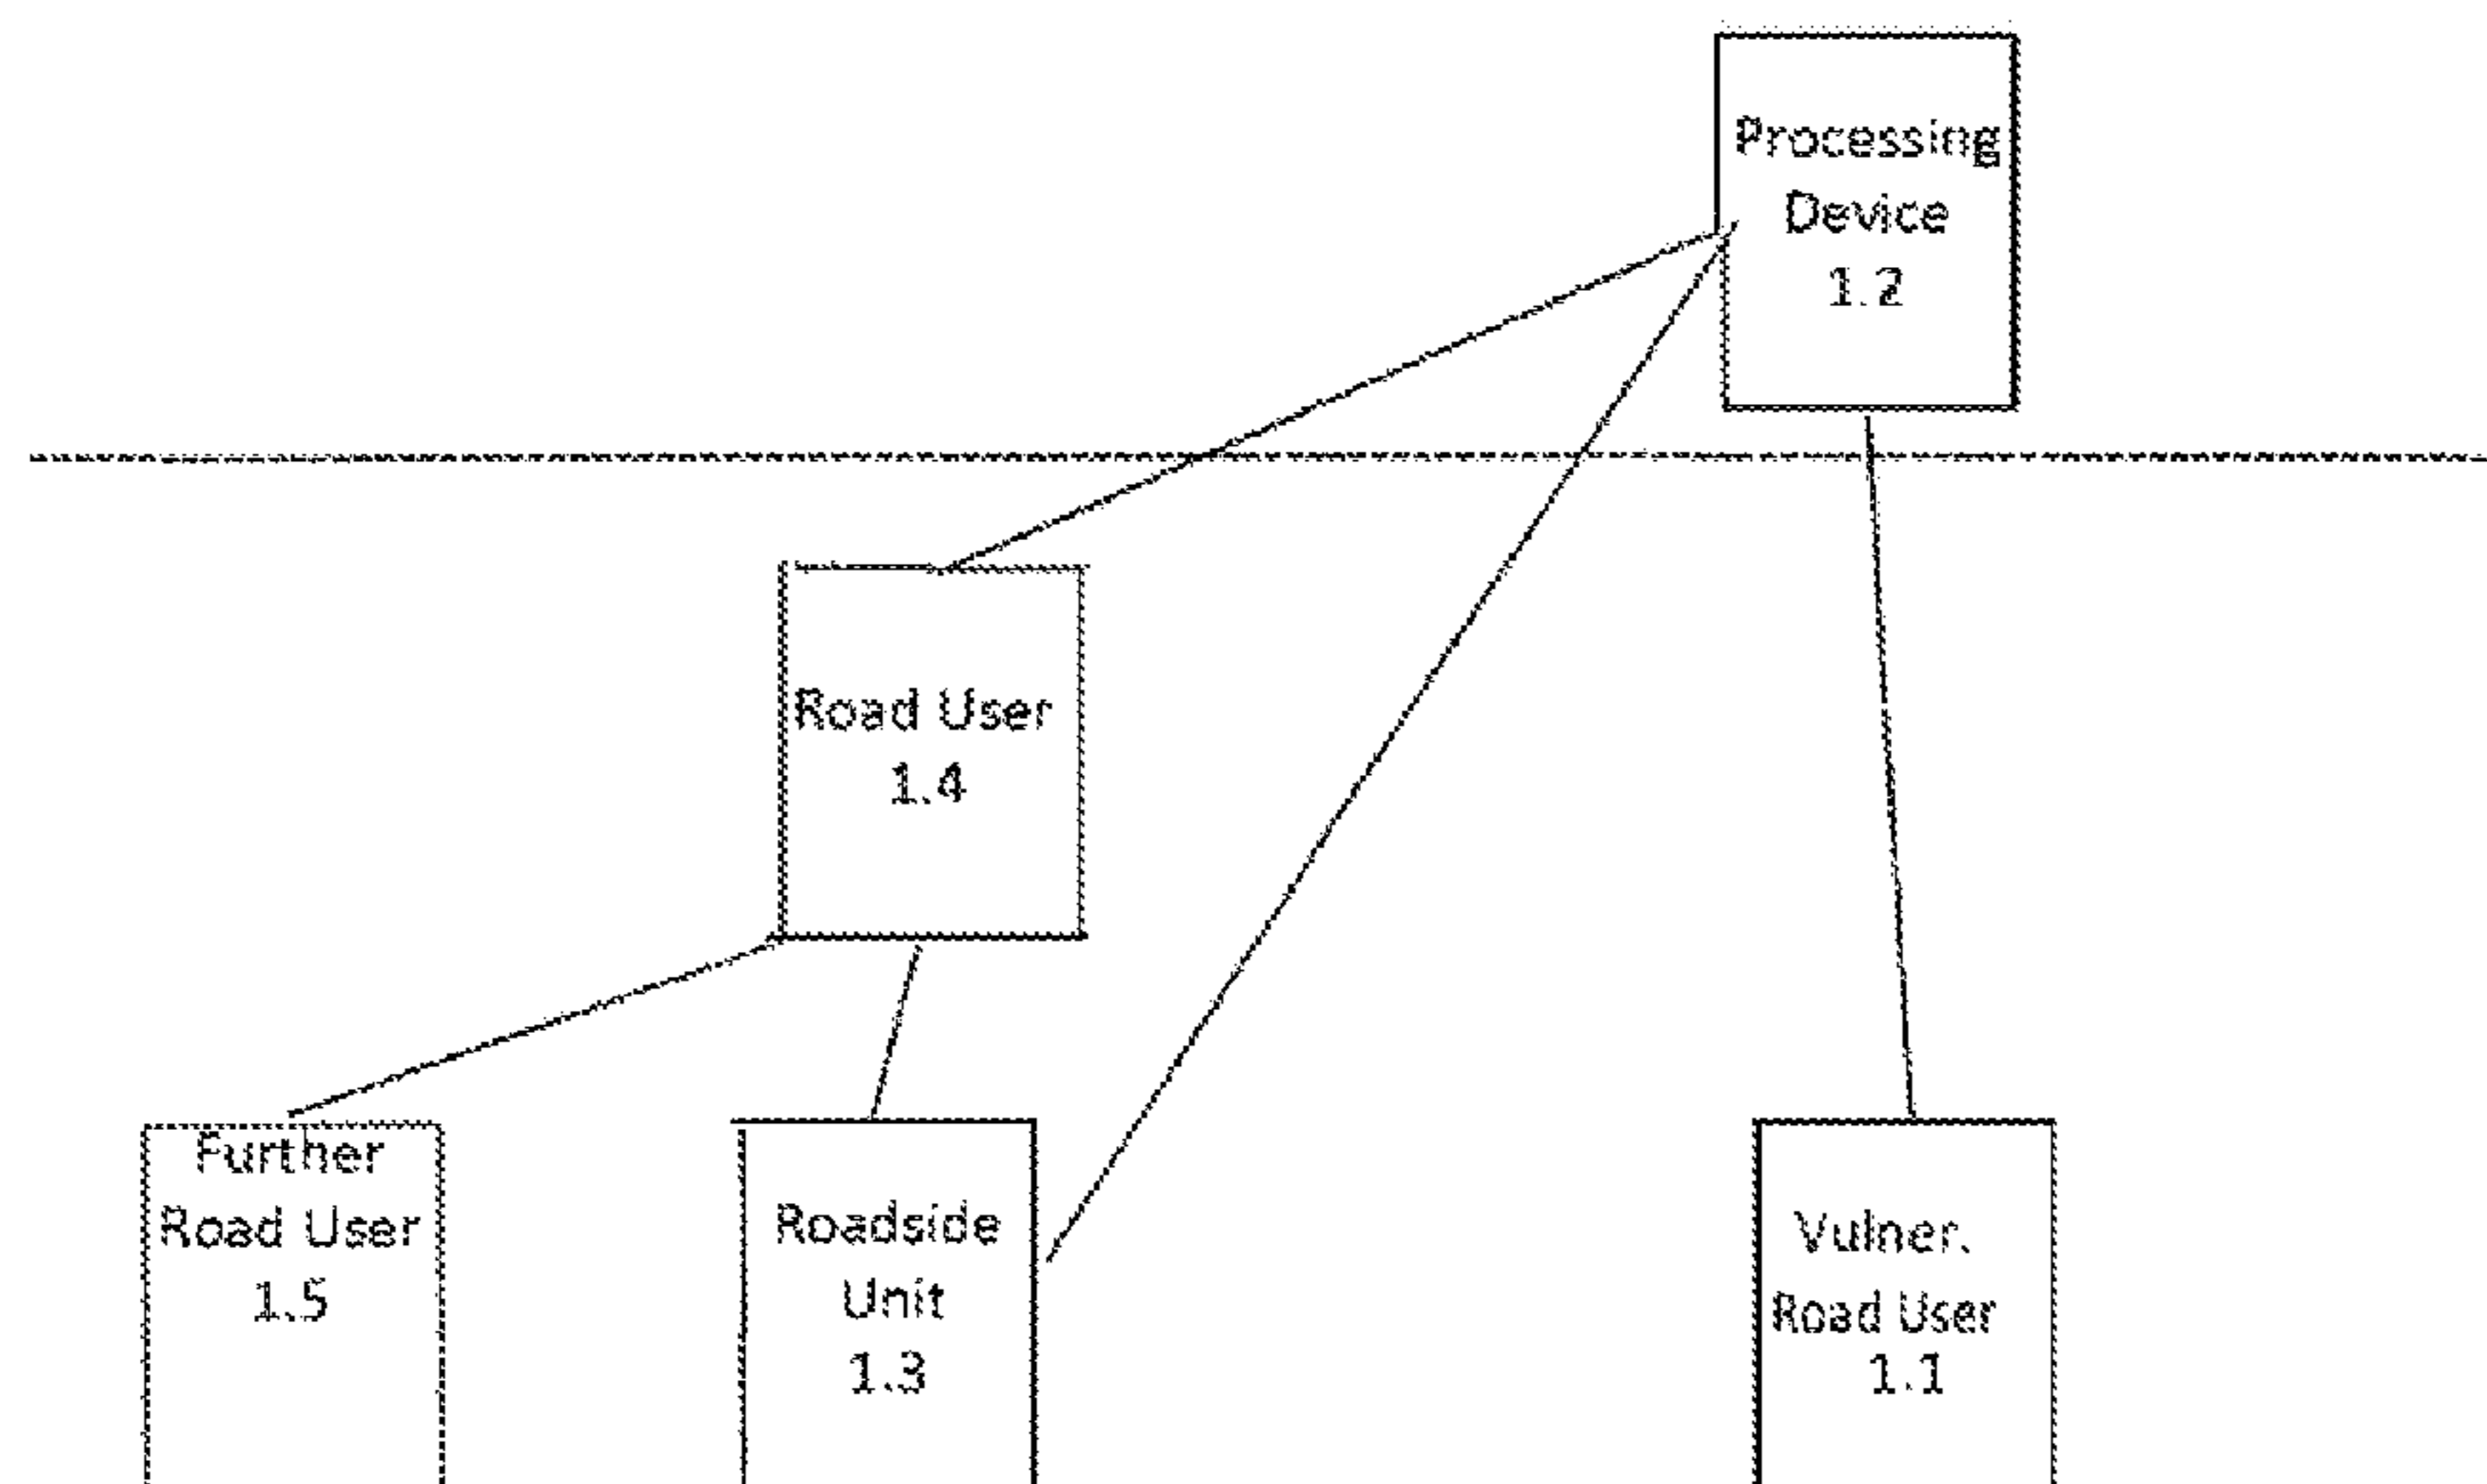 Processing
Device
1.2
Road User
1.4
Further
Road User
1.5
Roadside
Unit
1.3
Vulner.
Road User
1.1